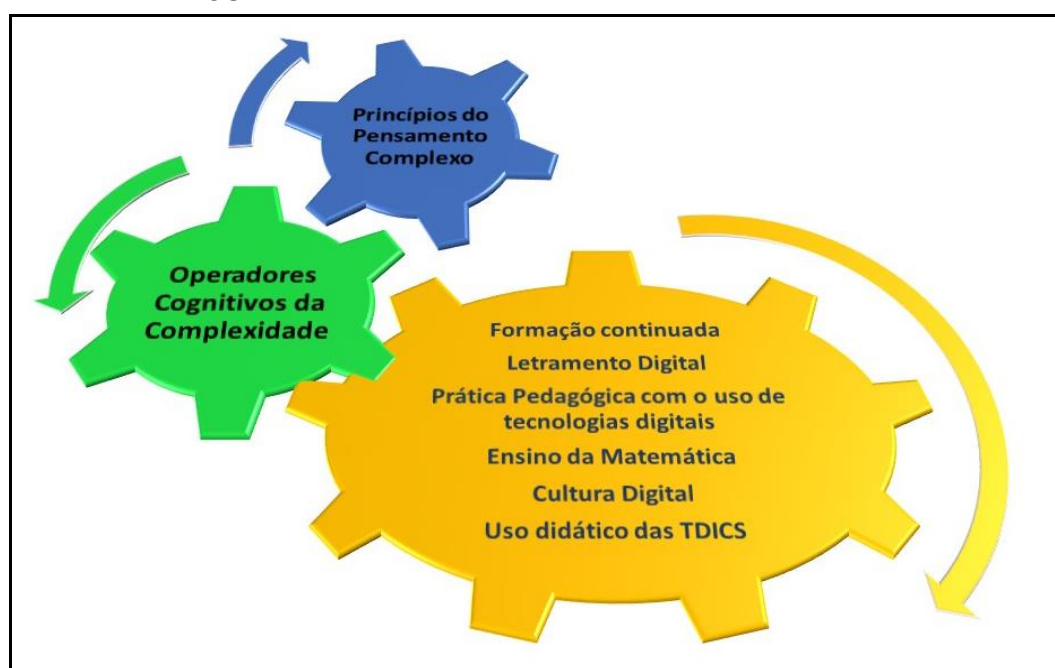 Princípios do
Pensamento
Complexo
Operadores
Cognitivos da
Complexidade
Formação continuada
Letramento Digital
Prática Pedagógica com o uso de
tecnologias digitais
Ensino da Matemática
Cultura Digital
Uso didático das TDICS